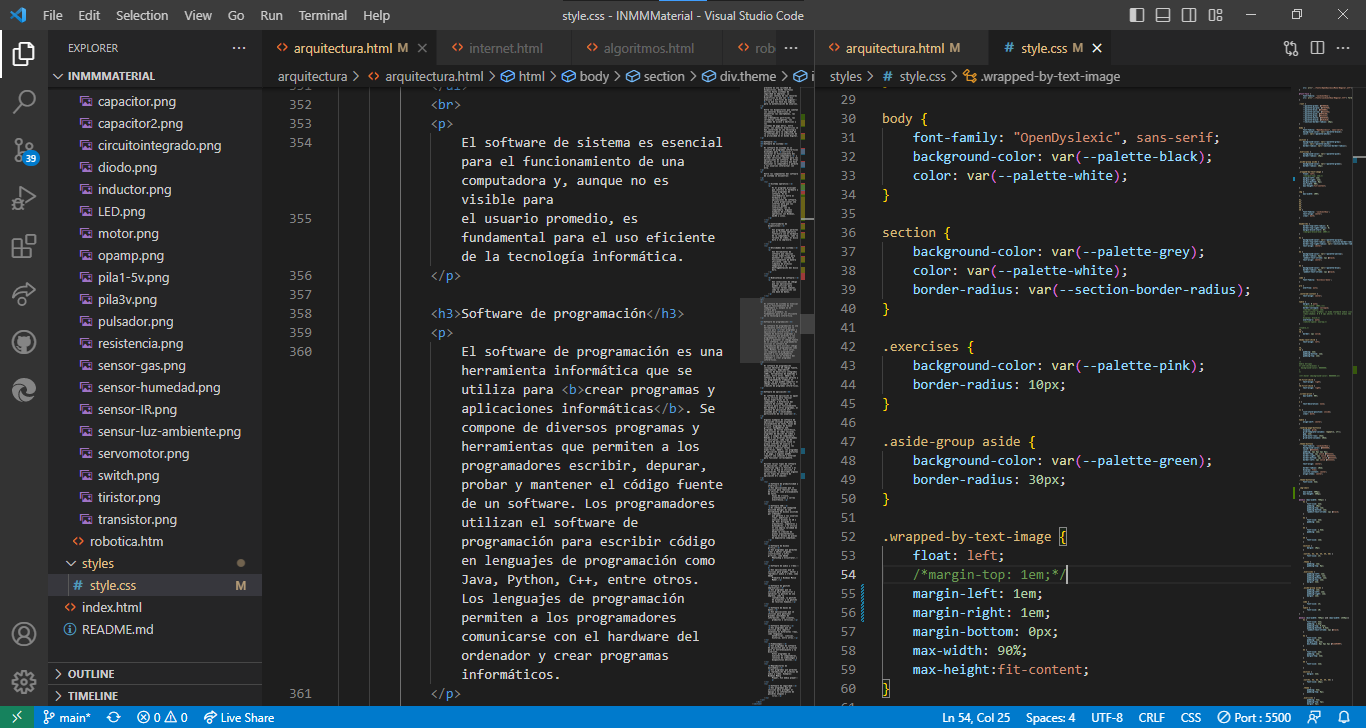 File Edit Selection View Go Run Terminal Help
style.css - INMMMaterial - Visual Studio Code
EXPLORER
INMMMATERIAL
capacitor.png
capacitor2.png
circuitointegrado.png
diodo.png
inductor.png
LED.png
motor.png
opamp.png
pila1-5v.png
pila3v.png
pulsador.png
resistencia.png
sensor-gas.png
sensor-humedad.png
sensor-IR.png
sensur-luz-ambiente.png
servomotor.png
switch.png
tiristor.png
transistor.png
robotica.htm
styles
style.css M
index.html
README.md
OUTLINE
TIMELINE
39
arquitectura.html M
internet.html
algoritmos.html
rob
arquitectura > arquitectura.html > html > body > section > div.theme >
351 </di>
352 <br>
353 <p>
354 El software de sistema es esencial
para el funcionamiento de una
computadora y, aunque no es
visible para
355 el usuario promedio, es
fundamental para el uso eficiente
de la tecnología informática.
356 </p>
357
358 <h3>Software de programación</h3>
359 <p>
360 El software de programación es una
herramienta informática que se
utiliza para <b>crear programas y
aplicaciones informáticas</b>. Se
compone de diversos programas y
herramientas que permiten a los
programadores escribir, depurar,
probar y mantener el código fuente
de un software. Los programadores
utilizan el software de
programación para escribir código
en lenguajes de programación como
Java, Python, C++, entre otros.
Los lenguajes de programación
permiten a los programadores
comunicarse con el hardware del
ordenador y crear programas
informáticos.
361 </p>
arquitectura.html M
# style.css M
styles > # style.css > .wrapped-by-text-image
29
30 body {
31 font-family: "OpenDyslexic", sans-serif;
32 background-color: var(--palette-black);
33 color: var(--palette-white);
34 }
35
36 section {
37 background-color: var(--palette-grey);
38 color: var(--palette-white);
39 border-radius: var(--section-border-radius);
40 }
41
42 .exercises {
43 background-color: var(--palette-pink);
44 border-radius: 10px;
45 }
46
47 .aside-group aside {
48 background-color: var(--palette-green);
49 border-radius: 30px;
50 }
51
52 .wrapped-by-text-image {
53 float: left;
54 /*margin-top: 1em;*/
55 margin-left: 1em;
56 margin-right: 1em;
57 margin-bottom: 0px;
58 max-width: 90%;
59 max-height:fit-content;
60 }
main* 0 0 Live Share
Ln 54, Col 25 Spaces: 4 UTF-8 CRLF CSS Port : 5500